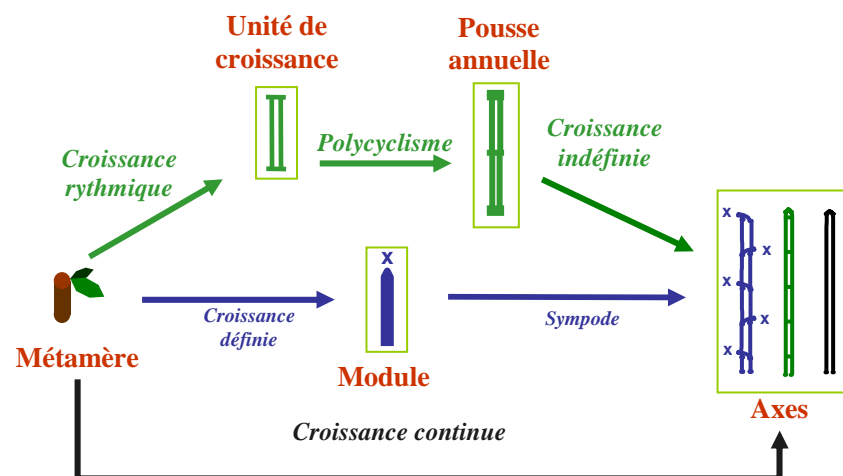 Unité de
croissance
Pousse
annuelle
Croissance
rythmique
Polycyclisme
Croissance
indéfinie
x
x
x
x
x
x
Croissance
définie
Sympode
Métamère
Module
Axes
Croissance continue